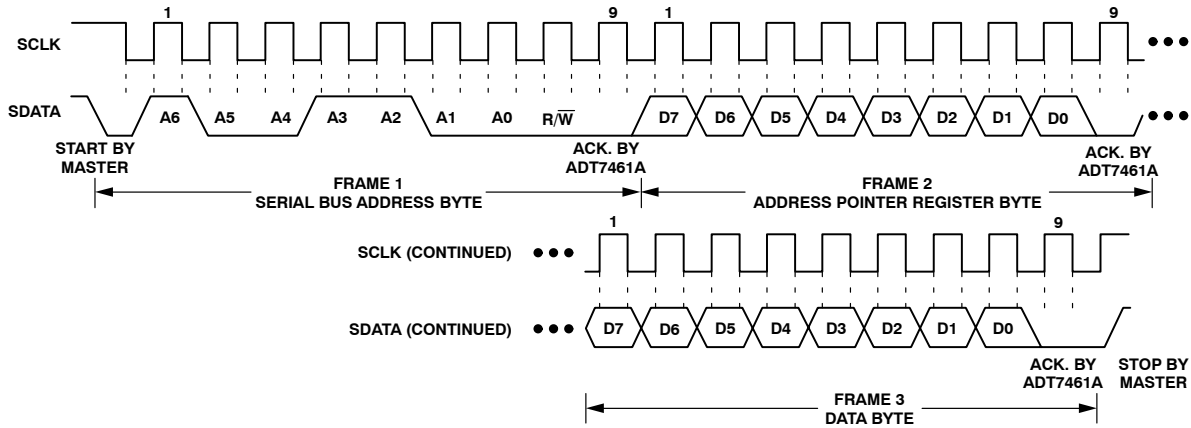 1 9 1 9
SCLK
SDATA A6 A5 A4 A3 A2 A1 A0 R/W̅ D7 D6 D5 D4 D3 D2 D1 D0
START BY
MASTER
ACK. BY
ADT7461A
ACK. BY
ADT7461A
FRAME 1
SERIAL BUS ADDRESS BYTE
FRAME 2
ADDRESS POINTER REGISTER BYTE
1 9
SCLK (CONTINUED)
SDATA (CONTINUED) D7 D6 D5 D4 D3 D2 D1 D0
ACK. BY
ADT7461A
STOP BY
MASTER
FRAME 3
DATA BYTE